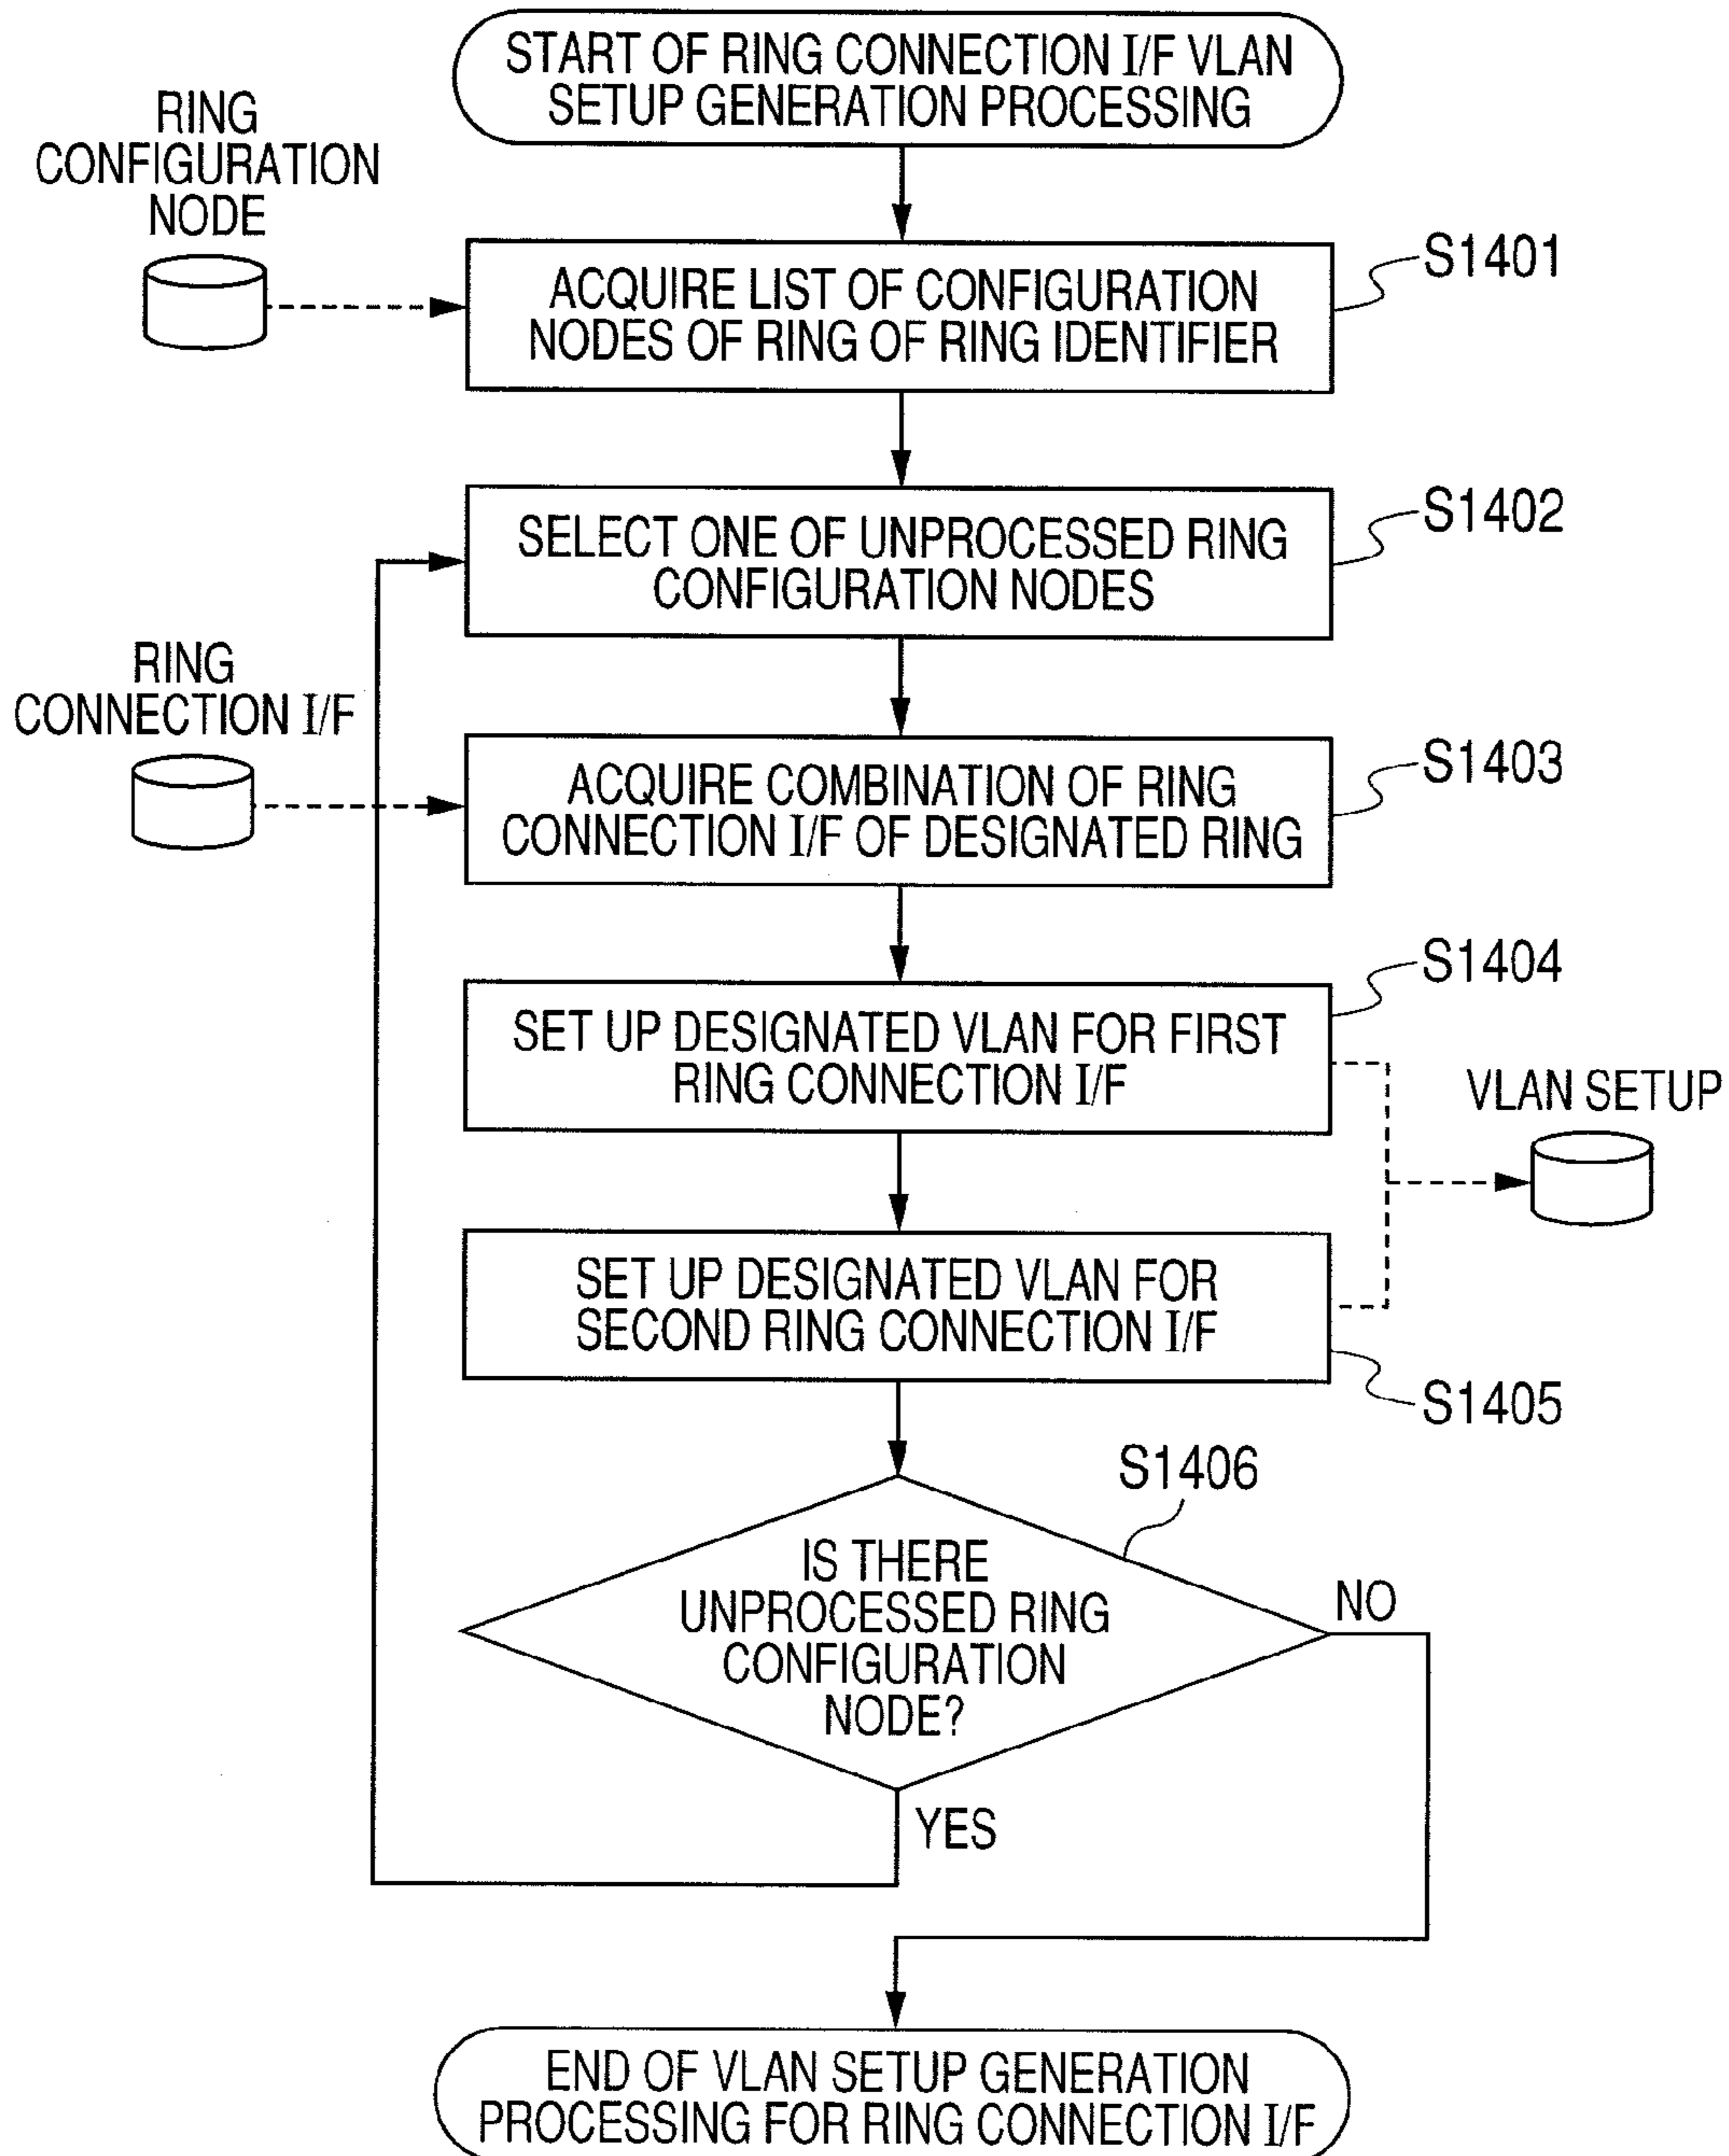 START OF RING CONNECTION I/F VLAN
SETUP GENERATION PROCESSING
RING
CONFIGURATION
NODE
S1401
ACQUIRE LIST OF CONFIGURATION
NODES OF RING OF RING IDENTIFIER
S1402
SELECT ONE OF UNPROCESSED RING
CONFIGURATION NODES
RING
CONNECTION I/F
S1403
ACQUIRE COMBINATION OF RING
CONNECTION I/F OF DESIGNATED RING
S1404
SET UP DESIGNATED VLAN FOR FIRST
RING CONNECTION I/F
VLAN SETUP
SET UP DESIGNATED VLAN FOR
SECOND RING CONNECTION I/F
S1405
S1406
IS THERE
UNPROCESSED RING
CONFIGURATION
NODE?
NO
YES
END OF VLAN SETUP GENERATION
PROCESSING FOR RING CONNECTION I/F